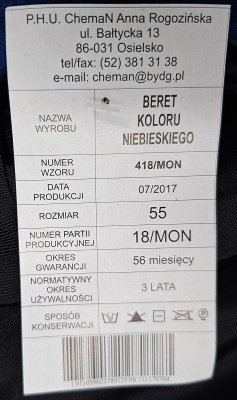 P.H.U. ChemaN Anna Rogozińska
ul. Bałtycka 13
86-031 Osielsko
tel/fax (52) 381 31 38
e-mail: cheman@bydg.pl
NAZWA WYROBU
BERET KOLORU NIEBIESKIEGO
NUMER WZORU
418/MON
DATA PRODUKCJI
07/2017
ROZMIAR
55
NUMER PARTII PRODUKCYJNEJ
18/MON
OKRES GWARANCJI
56 miesięcy
NORMATYWNY OKRES UŻYWALNOŚCI
3 LATA
SPOSÓB KONSERWACJI